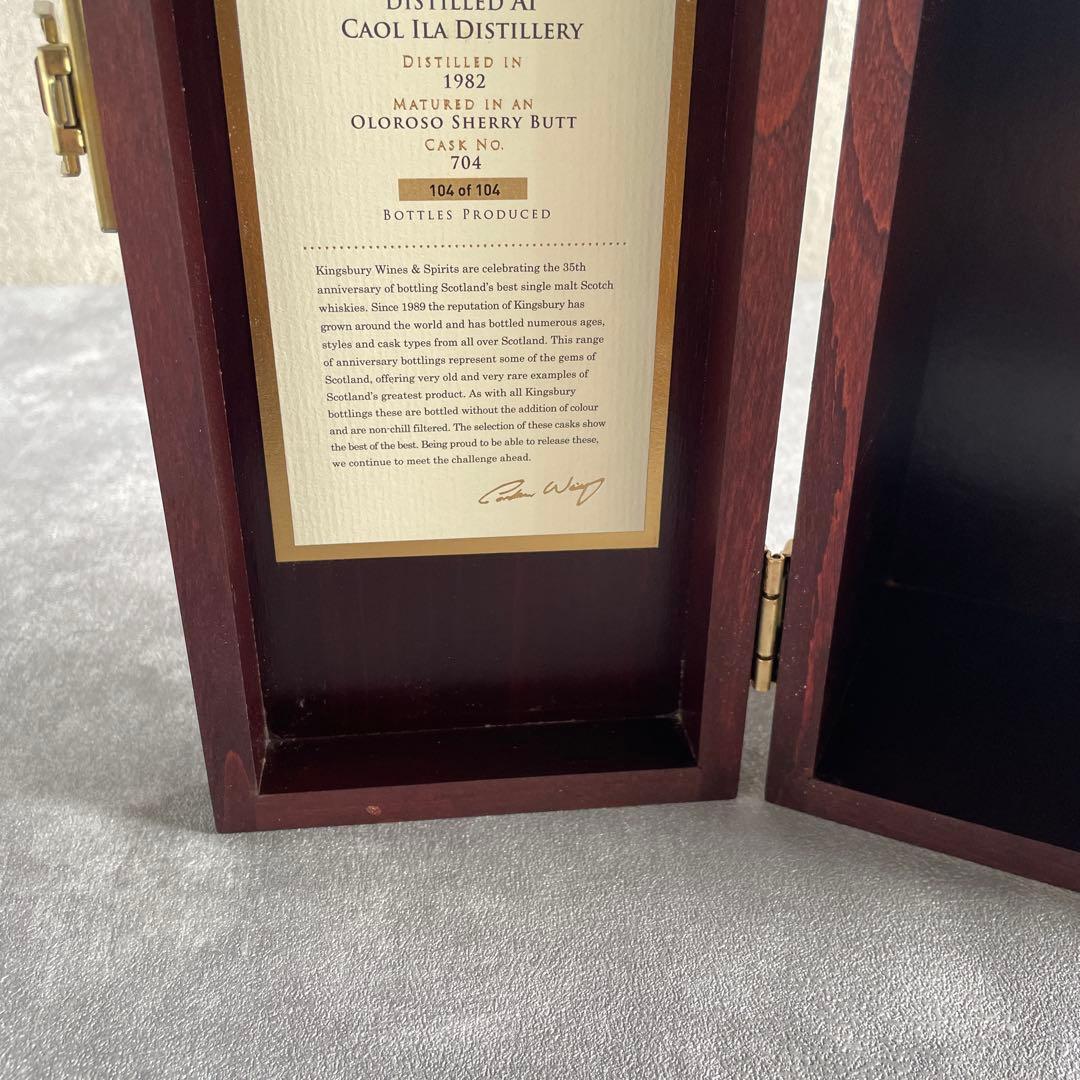 DISTILLED AT
CAOL ILA DISTILLERY
DISTILLED IN
1982
MATURED IN AN
OLOROSO SHERRY BUTT
CASK NO.
704
104 of 104
BOTTLES PRODUCED
Kingsbury Wines & Spirits are celebrating the 35th
anniversary of bottling Scotland's best single malt Scotch
whiskies. Since 1989 the reputation of Kingsbury has
grown around the world and has bottled numerous ages,
styles and cask types from all over Scotland. This range
of anniversary bottlings represent some of the gems of
Scotland, offering very old and very rare examples of
Scotland's greatest product. As with all Kingsbury
bottlings these are bottled without the addition of colour
and are non-chill filtered. The selection of these casks show
the best of the best. Being proud to be able to release these,
we continue to meet the challenge ahead.